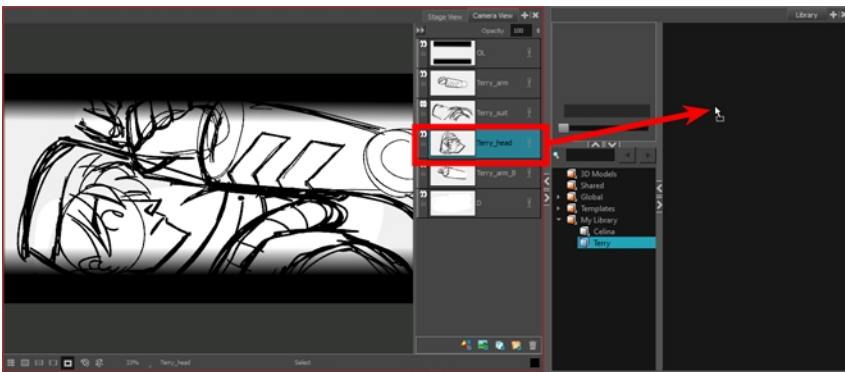 Stage View Camera View
Opacity 100
OL
Terry_arm
Terry_suit
Terry_head
Terry_arm_B
D
33% Terry_head Select
Library
3D Models
Shared
Global
Templates
My Library
Celina
Terry